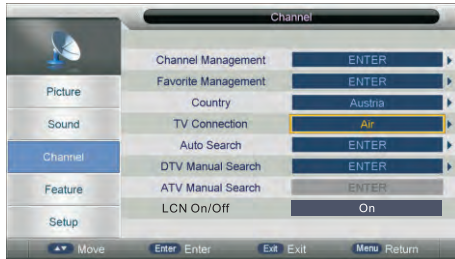 Channel
Channel Management ENTER
Favorite Management ENTER
Country Austria
TV Connection Air
Auto Search ENTER
DTV Manual Search ENTER
ATV Manual Search ENTER
LCN On/Off On
Picture
Sound
Channel
Feature
Setup
Move Enter Enter Exit Exit Menu Return